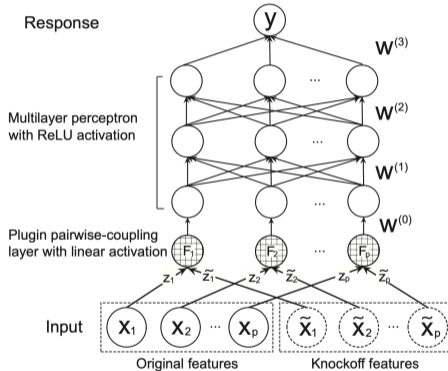 Response
y
W⁽³⁾
...
Multilayer perceptron
with ReLU activation
W⁽²⁾
...
W⁽¹⁾
...
W⁽⁰⁾
Plugin pairwise-coupling
layer with linear activation
F₁ F₂ ... Fₚ
z₁ z̃₁ z₂ z̃₂ zₚ z̃ₚ
Input
X₁ X₂ ... Xₚ X̃₁ X̃₂ ... X̃ₚ
Original features Knockoff features